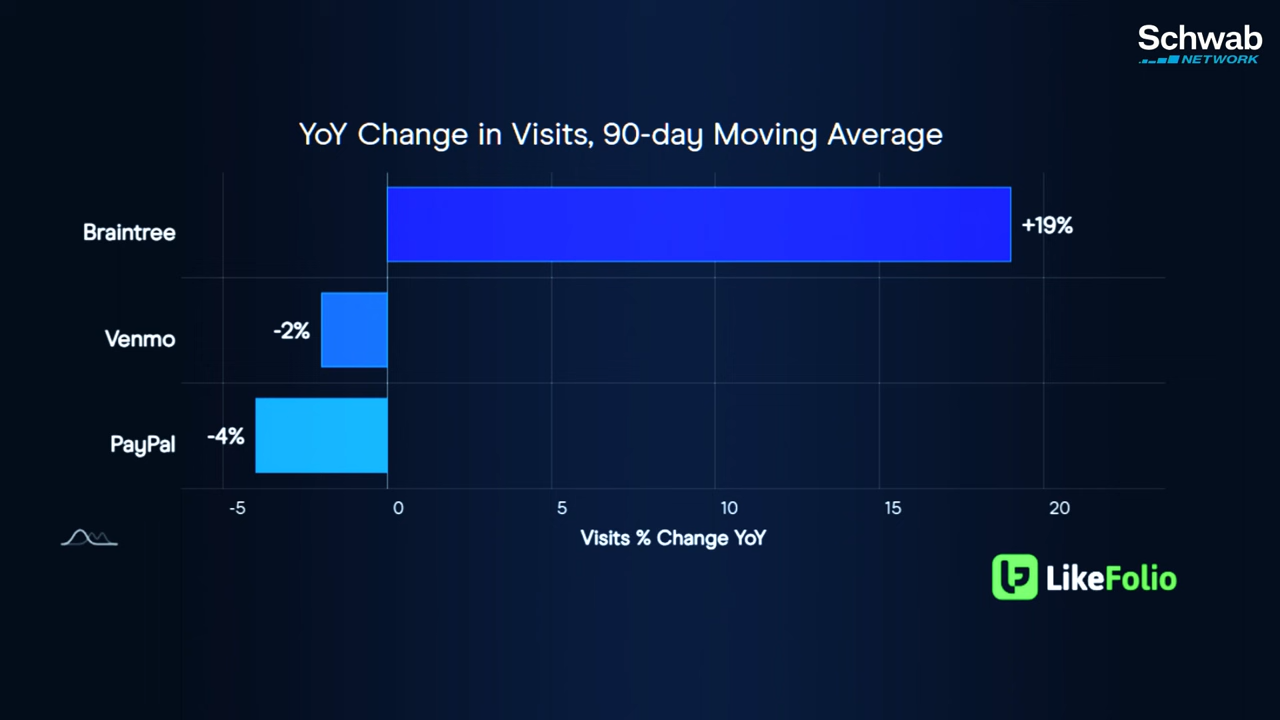 Schwab
NETWORK
YoY Change in Visits, 90-day Moving Average
Braintree
+19%
Venmo
-2%
PayPal
-4%
-5 0 5 10 15 20
Visits % Change YoY
LikeFolio